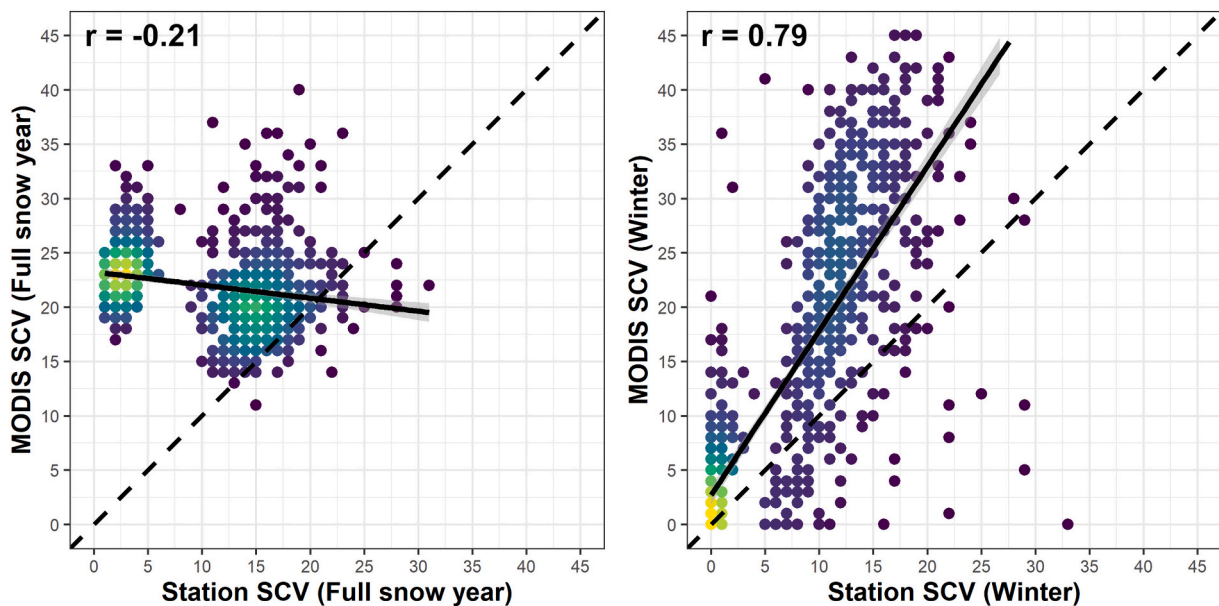 r = -0.21
MODIS SCV (Full snow year)
45
40
35
30
25
20
15
10
5
0
0 5 10 15 20 25 30 35 40 45
Station SCV (Full snow year)
r = 0.79
MODIS SCV (Winter)
45
40
35
30
25
20
15
10
5
0
0 5 10 15 20 25 30 35 40 45
Station SCV (Winter)